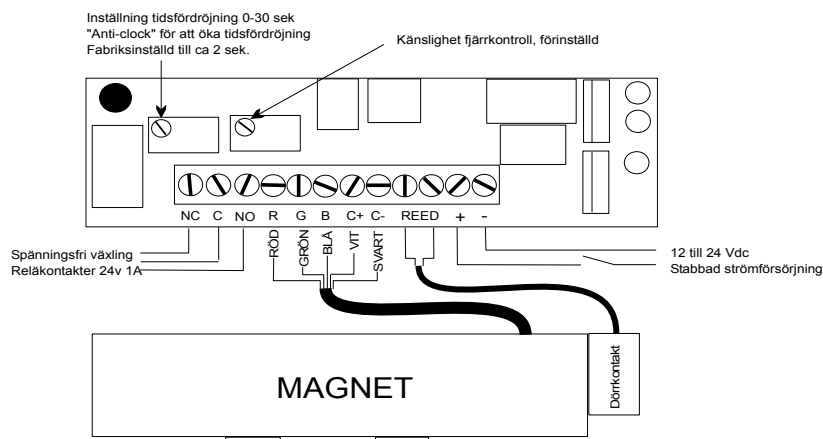 Inställning tidsfördröjning 0-30 sek
"Anti-clock" för att öka tidsfördröjning
Fabriksinställd till ca 2 sek.
Känslighet fjärrkontroll, förinställd
NC C NO R G B C+ C- REED + -
RÖD
GRÖN
BLÅ
VIT
SVART
Spänningsfri växling
Reläkontakter 24v 1A
12 till 24 Vdc
Stabbad strömförsörjning
MAGNET
Dörrkontakt